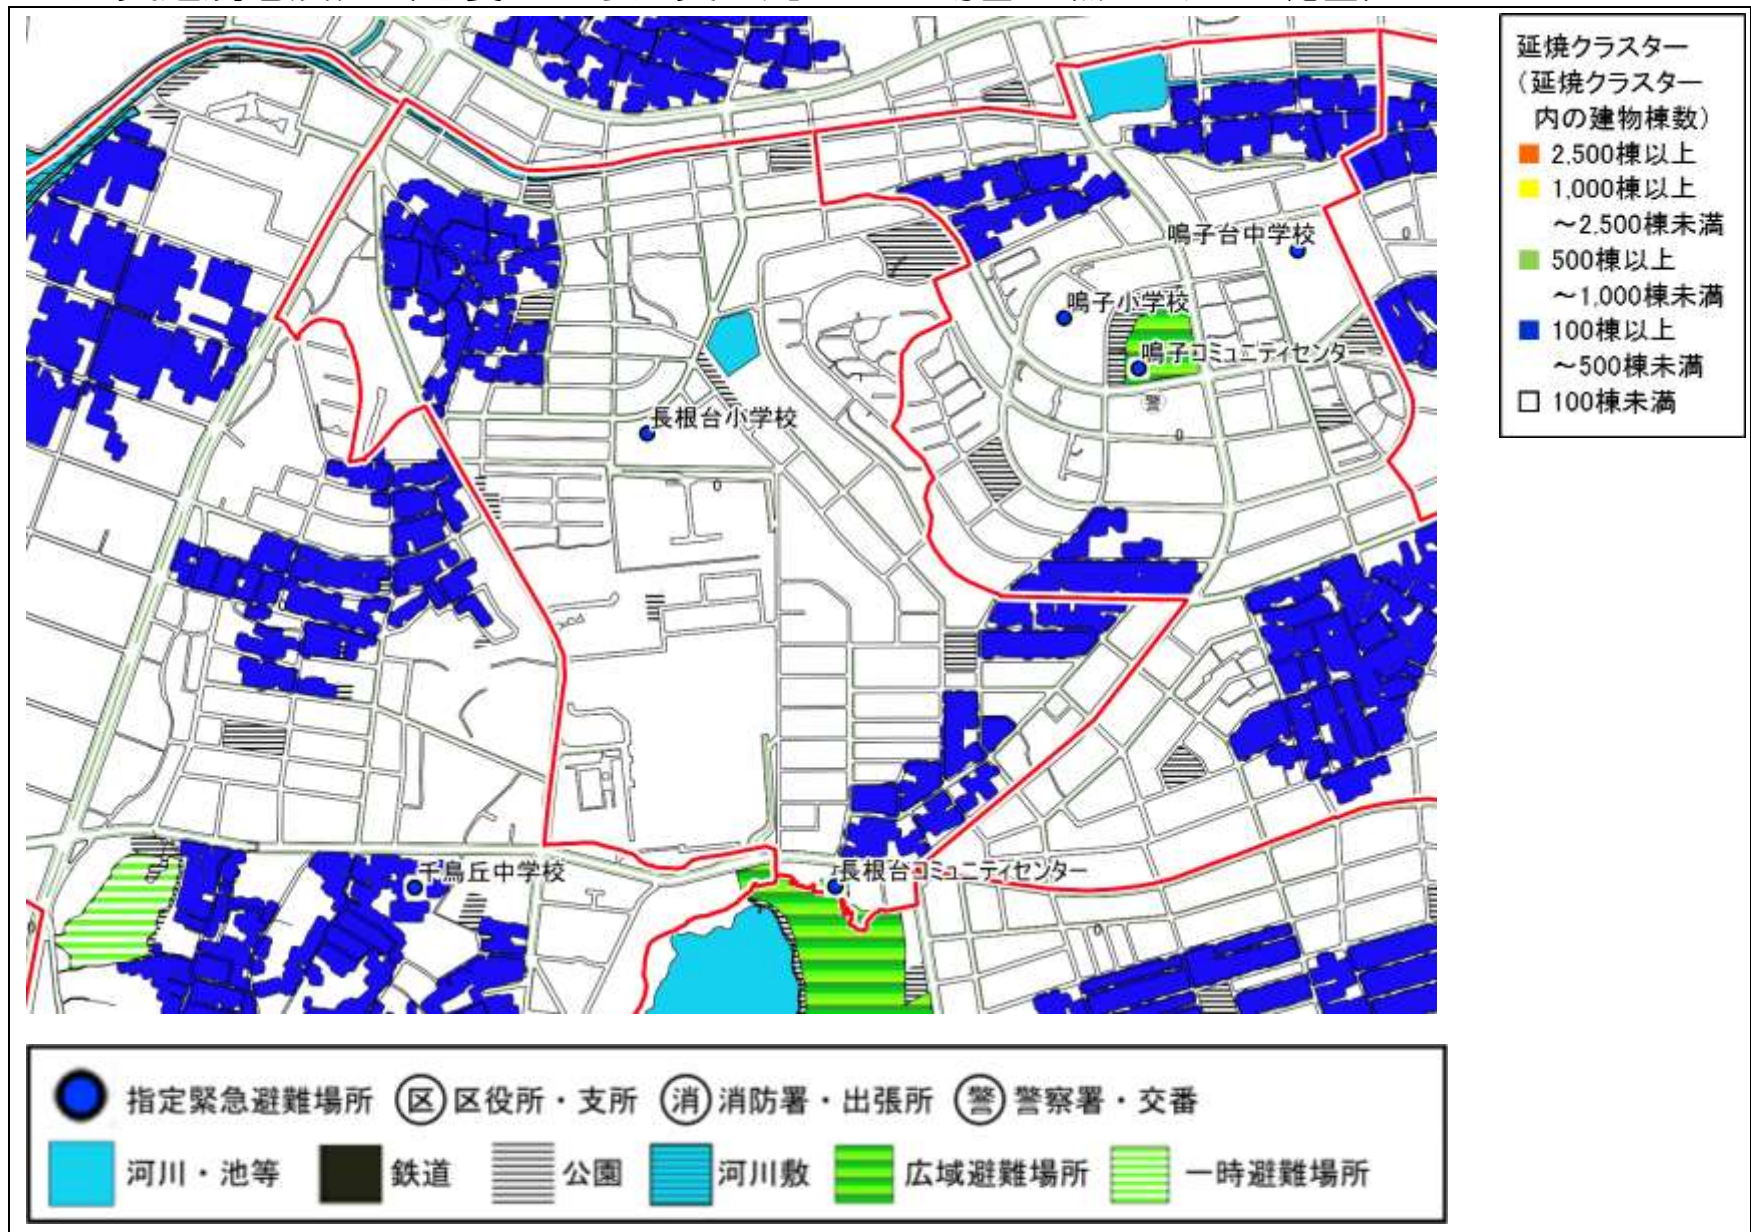 延焼クラスター
（延焼クラスター
内の建物棟数）
2,500棟以上
1,000棟以上
～2,500棟未満
500棟以上
～1,000棟未満
100棟以上
～500棟未満
100棟未満
鳴子台中学校
鳴子小学校
鳴子コミュニティセンター
警
長根台小学校
千鳥丘中学校
長根台コミュニティセンター
指定緊急避難場所 区 区役所・支所 消 消防署・出張所 警 警察署・交番
河川・池等 鉄道 公園 河川敷 広域避難場所 一時避難場所